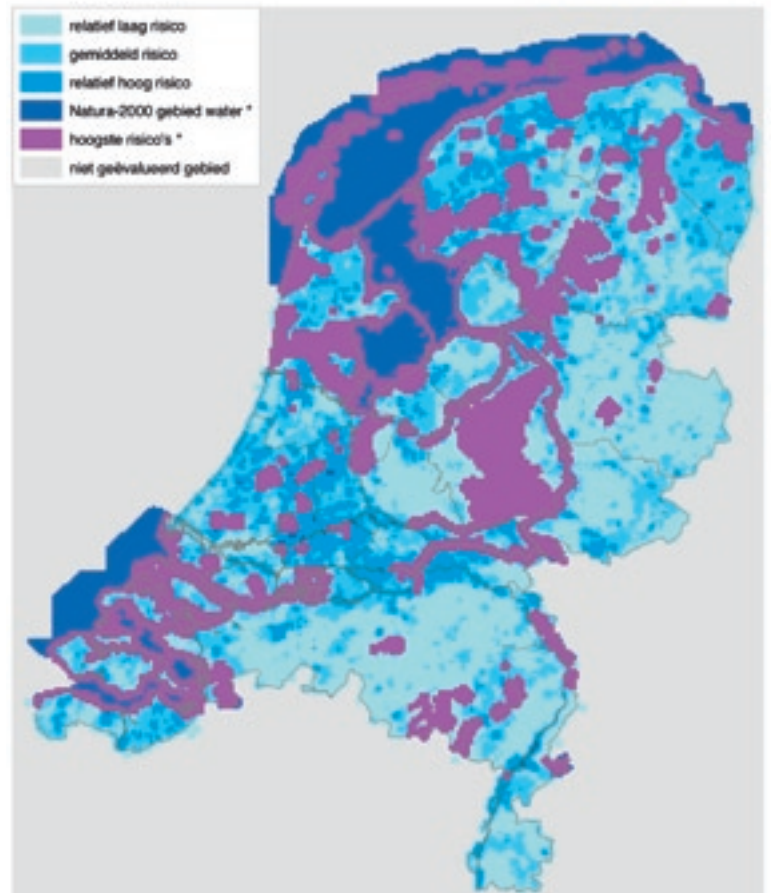 relatief laag risico
gemiddeld risico
relatief hoog risico
Natura-2000 gebied water *
hoogste risico's *
niet geëvalueerd gebied